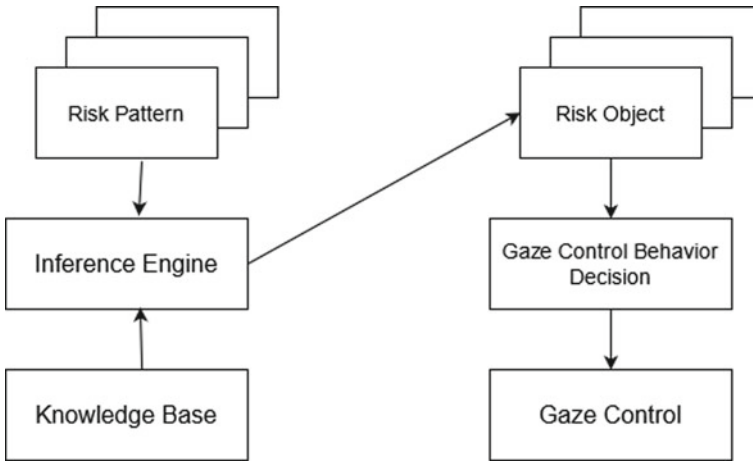 Risk Pattern
Risk Object
Inference Engine
Gaze Control Behavior
Decision
Knowledge Base
Gaze Control